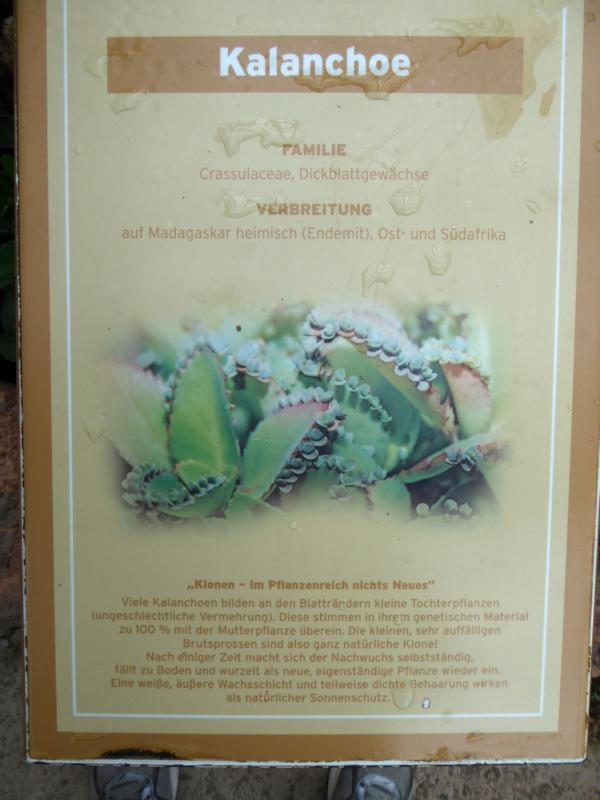 Kalanchoe
FAMILIE
Crassulaceae, Dickblattgewächse
VERBREITUNG
auf Madagaskar heimisch (Endemit), Ost- und Südafrika
„Klonen – im Pflanzenreich nichts Neues"
Viele Kalanchoen bilden an den Blatträndern kleine Tochterpflanzen
(ungeschlechtliche Vermehrung). Diese stimmen in ihrem genetischen Material
zu 100 % mit der Mutterpflanze überein. Die kleinen, sehr auffälligen
Brutsprossen sind also ganz natürliche Klone!
Nach einiger Zeit macht sich der Nachwuchs selbstständig,
fällt zu Boden und wurzelt als neue, eigenständige Pflanze wieder ein.
Eine weiße, äußere Wachsschicht und teilweise dichte Behaarung wirken
als natürlicher Sonnenschutz.